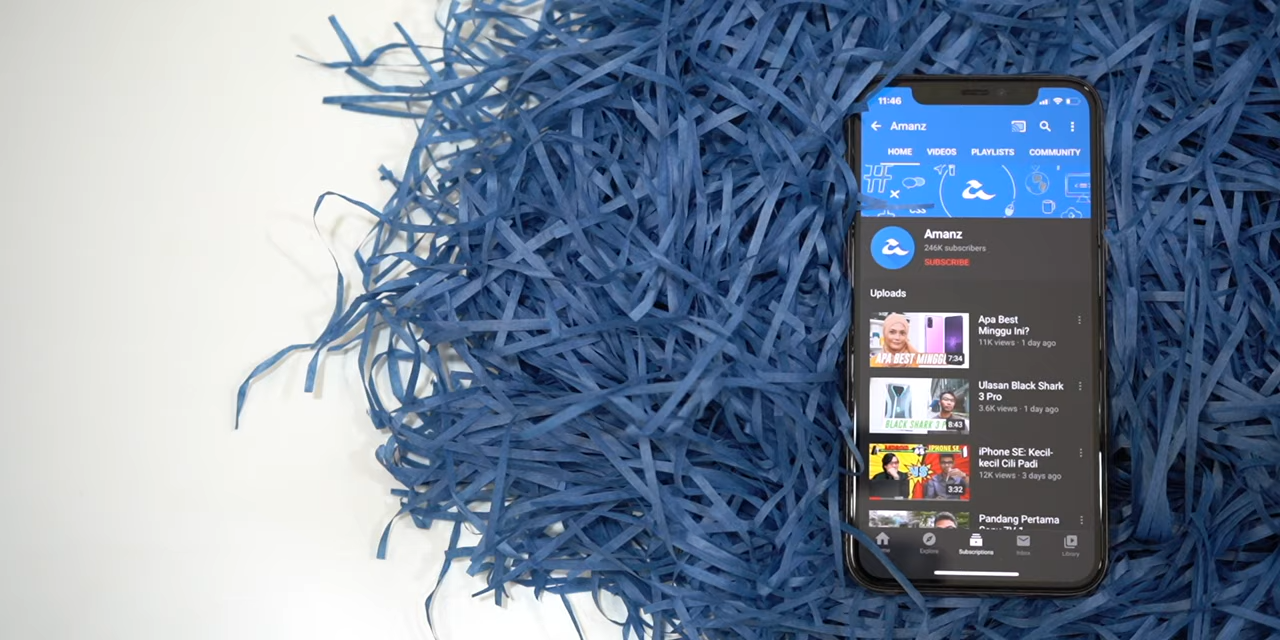 11:46
Amanz
HOME VIDEOS PLAYLISTS COMMUNITY
#
CSS
Amanz
246K subscribers
SUBSCRIBE
Uploads
APA BEST MINGGU
7:34
Apa Best
Minggu Ini?
11K views · 1 day ago
BLACK SHARK 3
8:43
Ulasan Black Shark
3 Pro
3.6K views · 1 day ago
IPHONE SE
3:32
iPhone SE: Kecil-
kecil Cili Padi
12K views · 3 days ago
Pandang Pertama
Explore Subscriptions Inbox Library